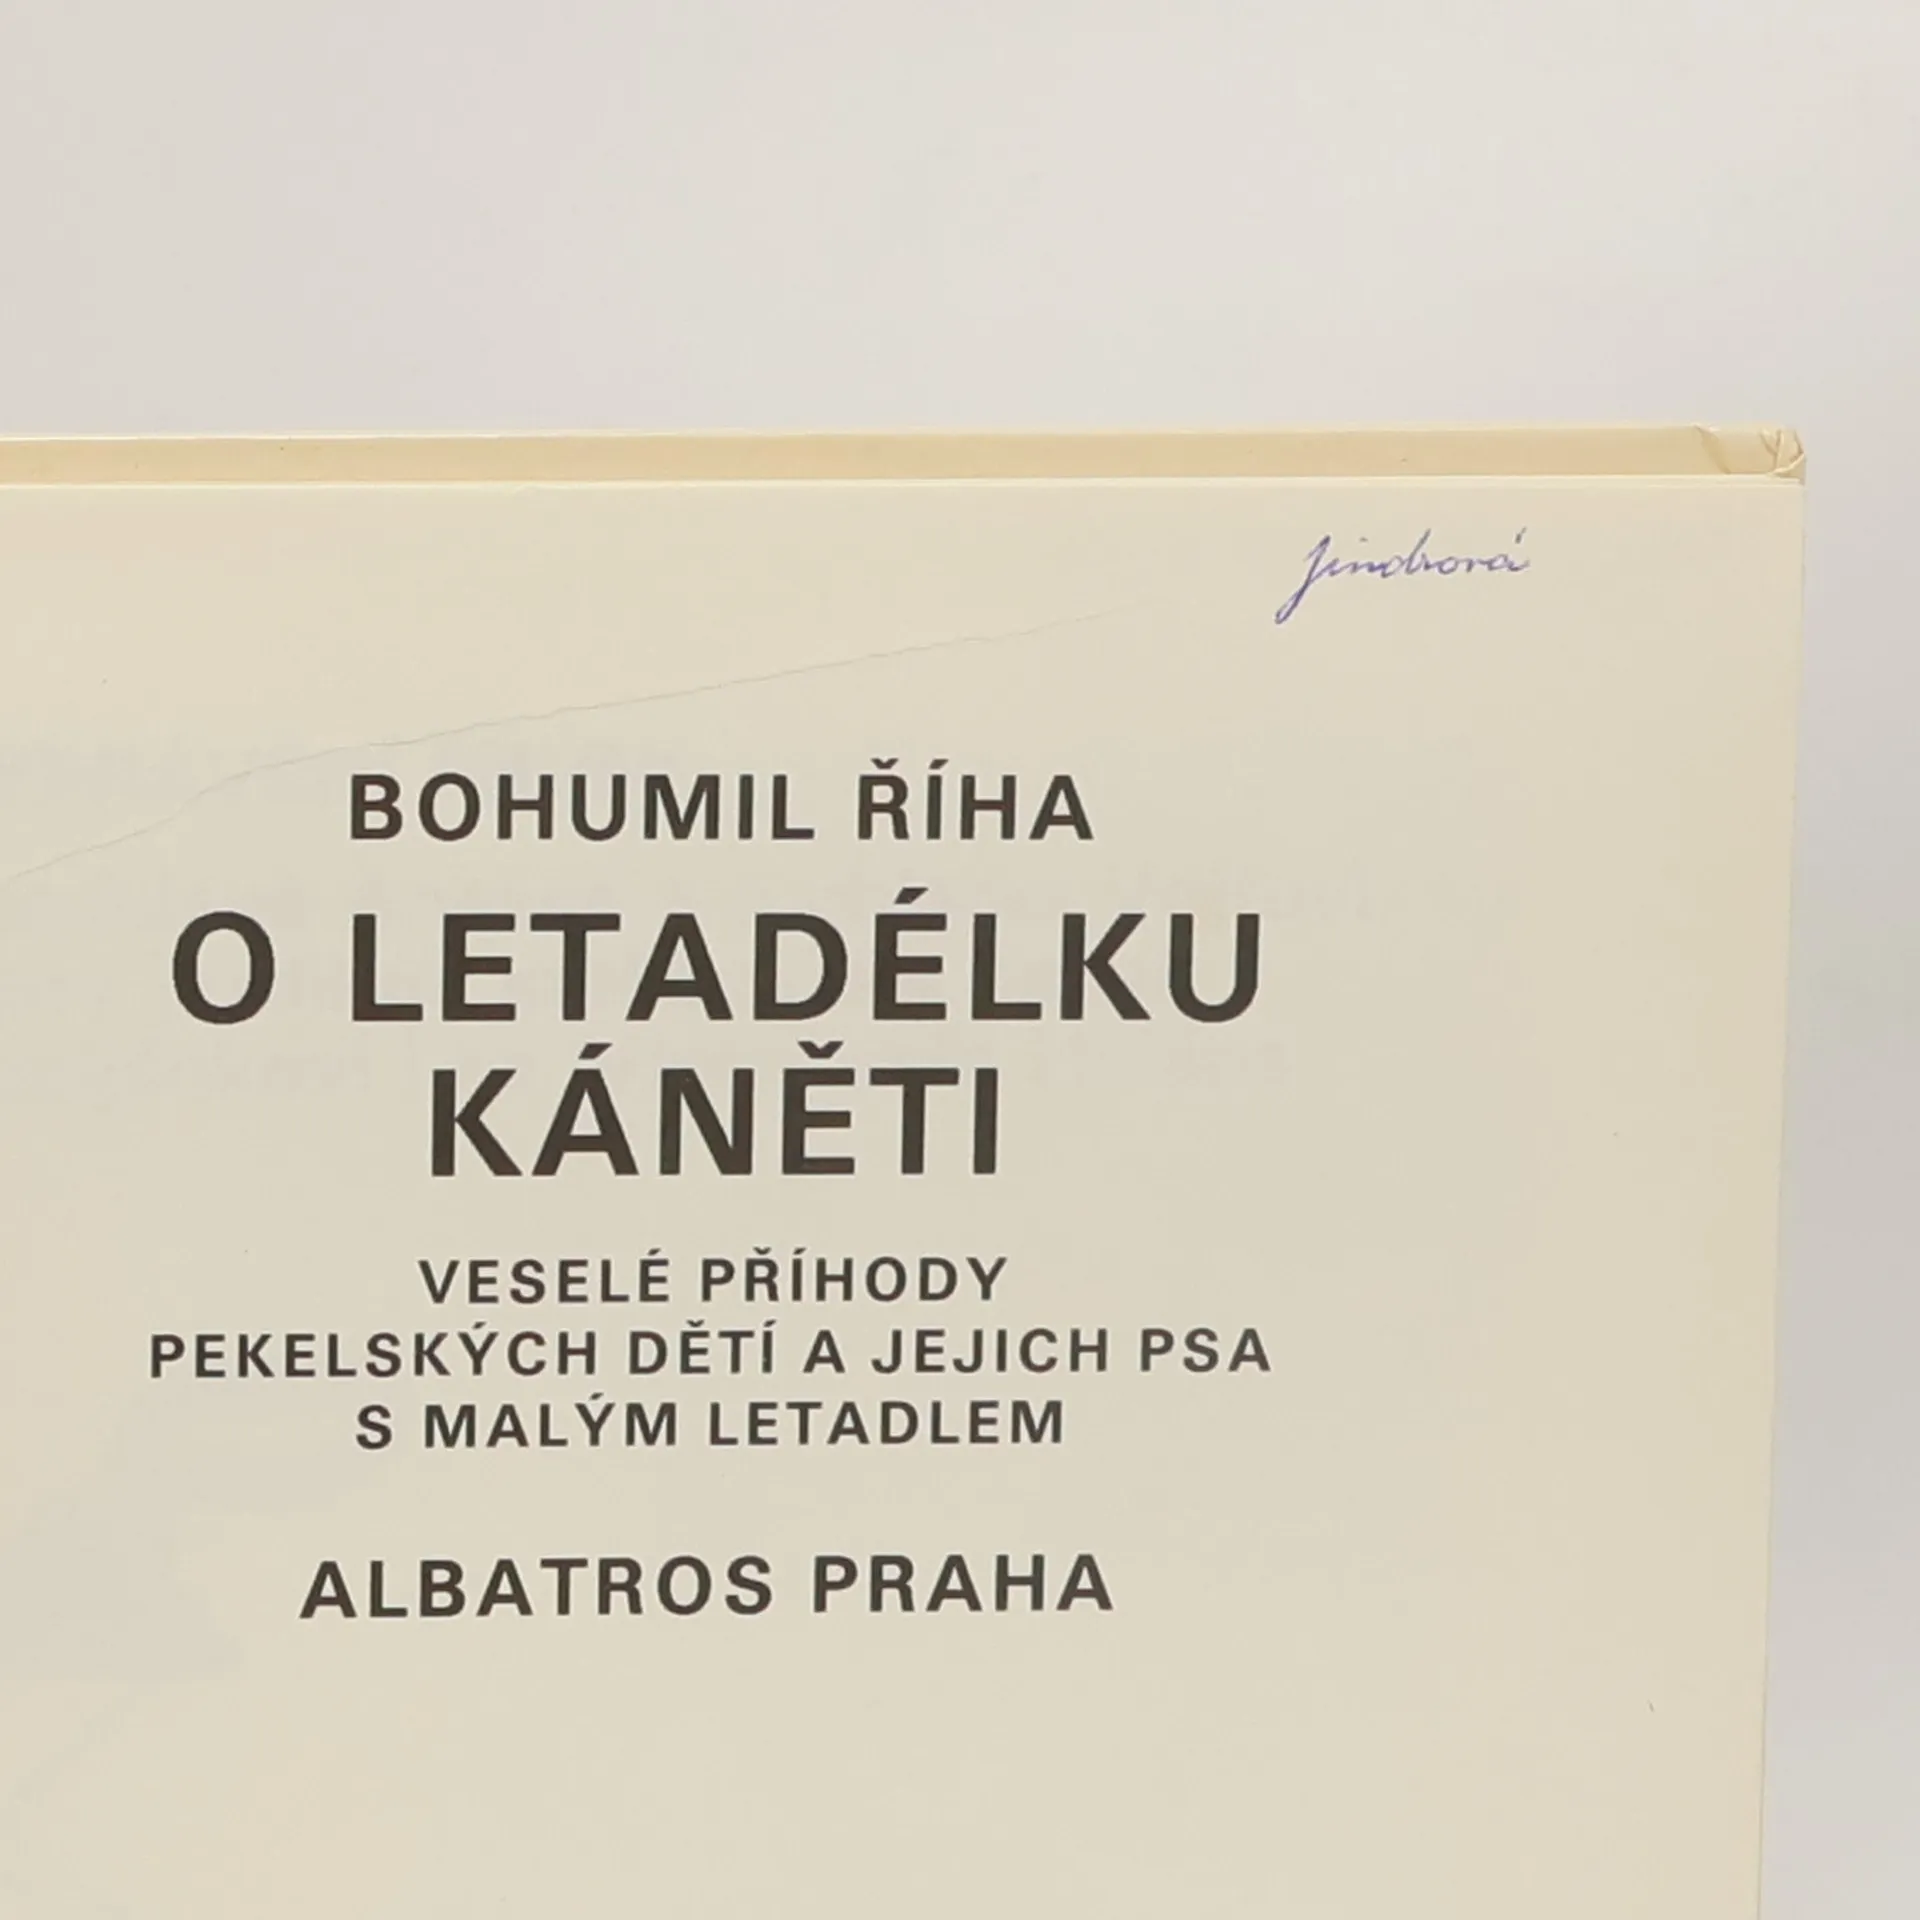 Jindrová
BOHUMIL ŘÍHA
O LETADÉLKU
KÁNĚTI
VESELÉ PŘÍHODY
PEKELSKÝCH DĚTÍ A JEJICH PSA
S MALÝM LETADLEM
ALBATROS PRAHA